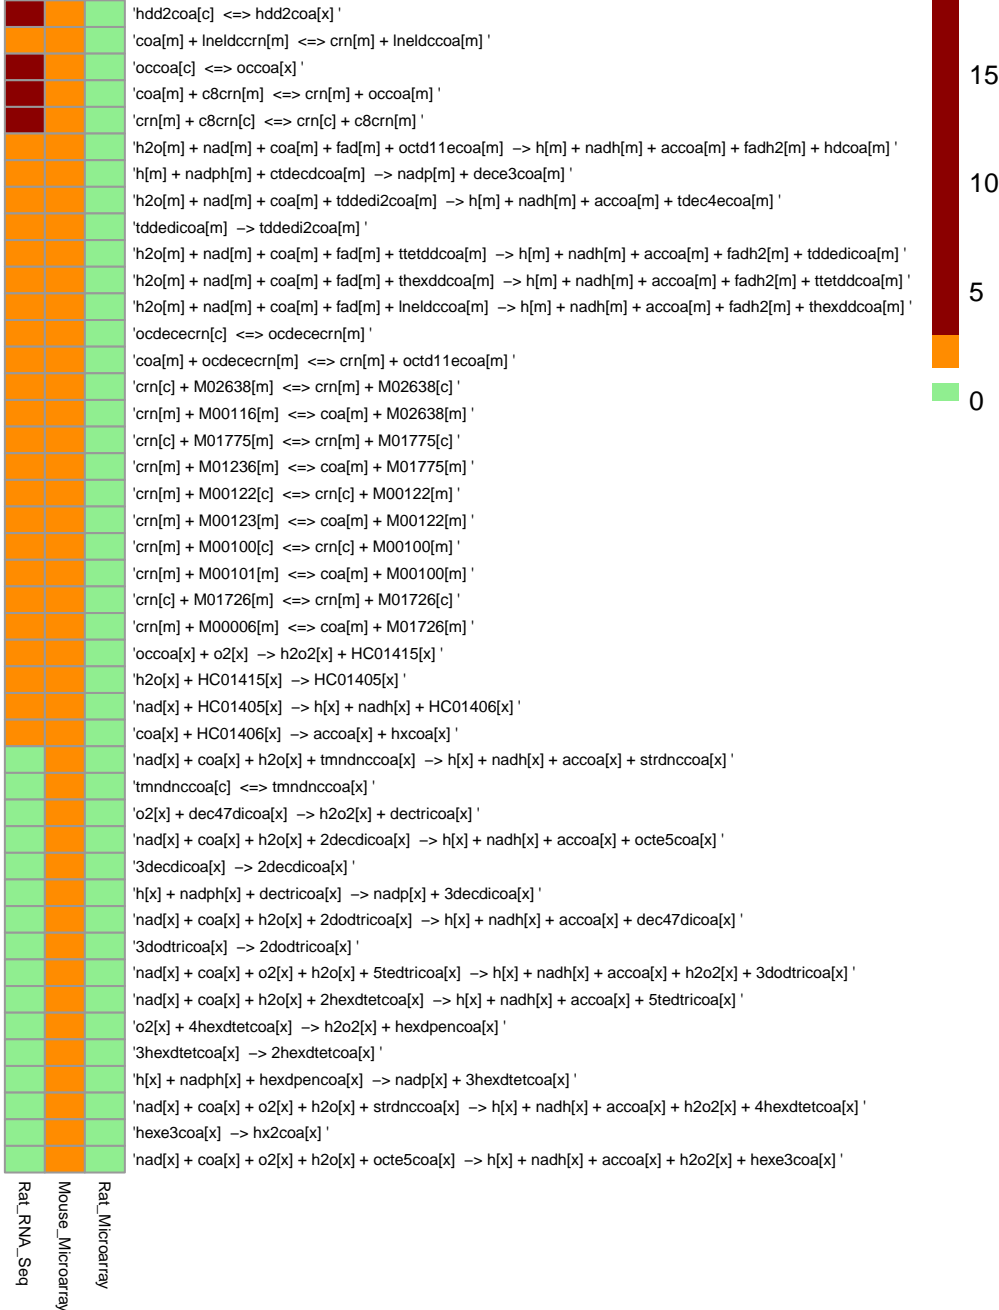 'hdd2coa[c]  <=> hdd2coa[x] '
'coa[m] + lneldccrn[m]  <=> crn[m] + lneldccoa[m] '
'occoa[c]  <=> occoa[x] '
'coa[m] + c8crn[m]  <=> crn[m] + occoa[m] '
'crn[m] + c8crn[c]  <=> crn[c] + c8crn[m] '
'h2o[m] + nad[m] + coa[m] + fad[m] + octd11ecoa[m]  −> h[m] + nadh[m] + accoa[m] + fadh2[m] + hdcoa[m] '
'h[m] + nadph[m] + ctdecdcoa[m]  −> nadp[m] + dece3coa[m] '
'h2o[m] + nad[m] + coa[m] + tddedi2coa[m]  −> h[m] + nadh[m] + accoa[m] + tdec4ecoa[m] '
'tddedicoa[m]  −> tddedi2coa[m] '
'h2o[m] + nad[m] + coa[m] + fad[m] + ttetddcoa[m]  −> h[m] + nadh[m] + accoa[m] + fadh2[m] + tddedicoa[m] '
'h2o[m] + nad[m] + coa[m] + fad[m] + thexddcoa[m]  −> h[m] + nadh[m] + accoa[m] + fadh2[m] + ttetddcoa[m] '
'h2o[m] + nad[m] + coa[m] + fad[m] + lneldccoa[m]  −> h[m] + nadh[m] + accoa[m] + fadh2[m] + thexddcoa[m] '
'ocdececrn[c]  <=> ocdececrn[m] '
'coa[m] + ocdececrn[m]  <=> crn[m] + octd11ecoa[m] '
'crn[c] + M02638[m]  <=> crn[m] + M02638[c] '
'crn[m] + M00116[m]  <=> coa[m] + M02638[m] '
'crn[c] + M01775[m]  <=> crn[m] + M01775[c] '
'crn[m] + M01236[m]  <=> coa[m] + M01775[m] '
'crn[m] + M00122[c]  <=> crn[c] + M00122[m] '
'crn[m] + M00123[m]  <=> coa[m] + M00122[m] '
'crn[m] + M00100[c]  <=> crn[c] + M00100[m] '
'crn[m] + M00101[m]  <=> coa[m] + M00100[m] '
'crn[c] + M01726[m]  <=> crn[m] + M01726[c] '
'crn[m] + M00006[m]  <=> coa[m] + M01726[m] '
'occoa[x] + o2[x]  −> h2o2[x] + HC01415[x] '
'h2o[x] + HC01415[x]  −> HC01405[x] '
'nad[x] + HC01405[x]  −> h[x] + nadh[x] + HC01406[x] '
'coa[x] + HC01406[x]  −> accoa[x] + hxcoa[x] '
'nad[x] + coa[x] + h2o[x] + tmndnccoa[x]  −> h[x] + nadh[x] + accoa[x] + strdnccoa[x] '
'tmndnccoa[c]  <=> tmndnccoa[x] '
'o2[x] + dec47dicoa[x]  −> h2o2[x] + dectricoa[x] '
'nad[x] + coa[x] + h2o[x] + 2decdicoa[x]  −> h[x] + nadh[x] + accoa[x] + octe5coa[x] '
'3decdicoa[x]  −> 2decdicoa[x] '
'h[x] + nadph[x] + dectricoa[x]  −> nadp[x] + 3decdicoa[x] '
'nad[x] + coa[x] + h2o[x] + 2dodtricoa[x]  −> h[x] + nadh[x] + accoa[x] + dec47dicoa[x] '
'3dodtricoa[x]  −> 2dodtricoa[x] '
'nad[x] + coa[x] + o2[x] + h2o[x] + 5tedtricoa[x]  −> h[x] + nadh[x] + accoa[x] + h2o2[x] + 3dodtricoa[x] '
'nad[x] + coa[x] + h2o[x] + 2hexdtetcoa[x]  −> h[x] + nadh[x] + accoa[x] + 5tedtricoa[x] '
'o2[x] + 4hexdtetcoa[x]  −> h2o2[x] + hexdpencoa[x] '
'3hexdtetcoa[x]  −> 2hexdtetcoa[x] '
'h[x] + nadph[x] + hexdpencoa[x]  −> nadp[x] + 3hexdtetcoa[x] '
'nad[x] + coa[x] + o2[x] + h2o[x] + strdnccoa[x]  −> h[x] + nadh[x] + accoa[x] + h2o2[x] + 4hexdtetcoa[x] '
'hexe3coa[x]  −> hx2coa[x] '
'nad[x] + coa[x] + o2[x] + h2o[x] + octe5coa[x]  −> h[x] + nadh[x] + accoa[x] + h2o2[x] + hexe3coa[x] '
Rat_RNA_Seq
Mouse_Microarray
Rat_Microarray
15
10
5
0